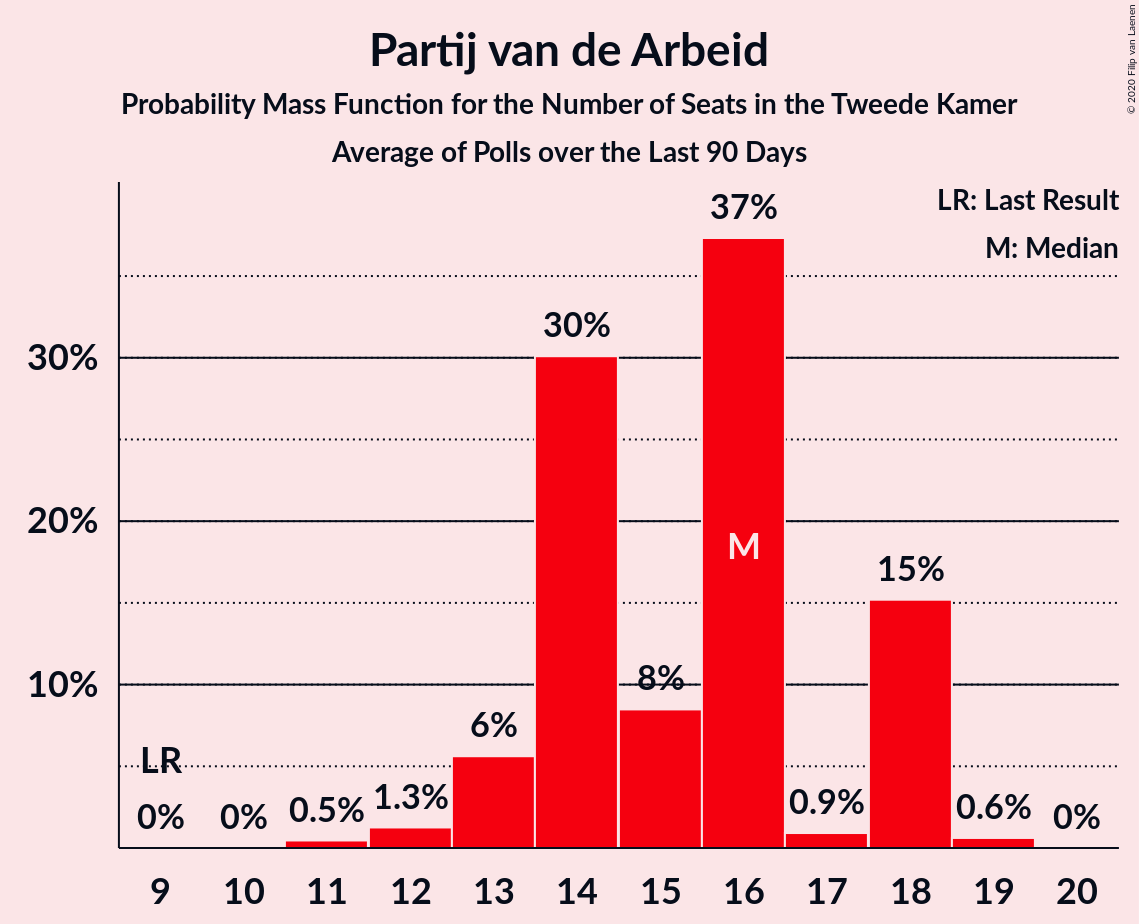 Partij van de Arbeid
Probability Mass Function for the Number of Seats in the Tweede Kamer
Average of Polls over the Last 90 Days
© 2020 Filip van Laenen
LR: Last Result
M: Median
37%
30%
30%
20%
M
15%
10%
8%
6%
LR
0%
0%
0.5%
1.3%
0.9%
0.6%
0%
9 10 11 12 13 14 15 16 17 18 19 20